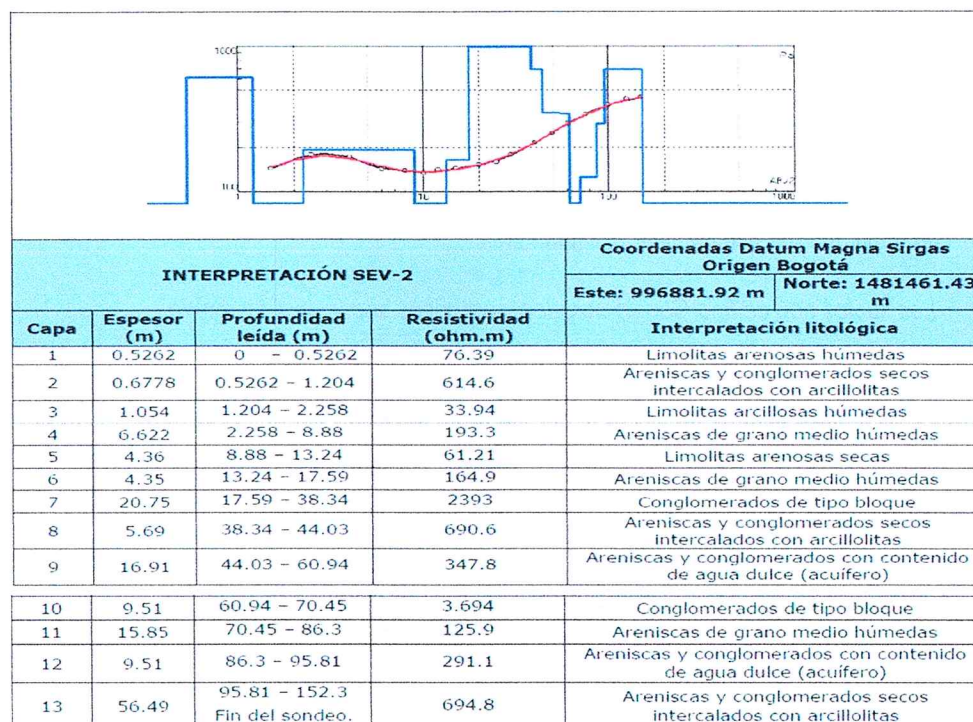 1000
ρa
100
AB/2
1
10
100
1000
INTERPRETACIÓN SEV-2
Coordenadas Datum Magna Sirgas
Origen Bogotá
Este: 996881.92 m
Norte: 1481461.43
m
Capa
Espesor
(m)
Profundidad
leída (m)
Resistividad
(ohm.m)
Interpretación litológica
1 0.5262 0 - 0.5262 76.39 Limolitas arenosas húmedas
2 0.6778 0.5262 - 1.204 614.6 Areniscas y conglomerados secos
intercalados con arcillolitas
3 1.054 1.204 - 2.258 33.94 Limolitas arcillosas húmedas
4 6.622 2.258 - 8.88 193.3 Areniscas de grano medio húmedas
5 4.36 8.88 - 13.24 61.21 Limolitas arenosas secas
6 4.35 13.24 - 17.59 164.9 Areniscas de grano medio húmedas
7 20.75 17.59 - 38.34 2393 Conglomerados de tipo bloque
8 5.69 38.34 - 44.03 690.6 Areniscas y conglomerados secos
intercalados con arcillolitas
9 16.91 44.03 - 60.94 347.8 Areniscas y conglomerados con contenido
de agua dulce (acuífero)
10 9.51 60.94 - 70.45 3.694 Conglomerados de tipo bloque
11 15.85 70.45 - 86.3 125.9 Areniscas de grano medio húmedas
12 9.51 86.3 - 95.81 291.1 Areniscas y conglomerados con contenido
de agua dulce (acuífero)
13 56.49 95.81 - 152.3
Fin del sondeo.
694.8 Areniscas y conglomerados secos
intercalados con arcillolitas